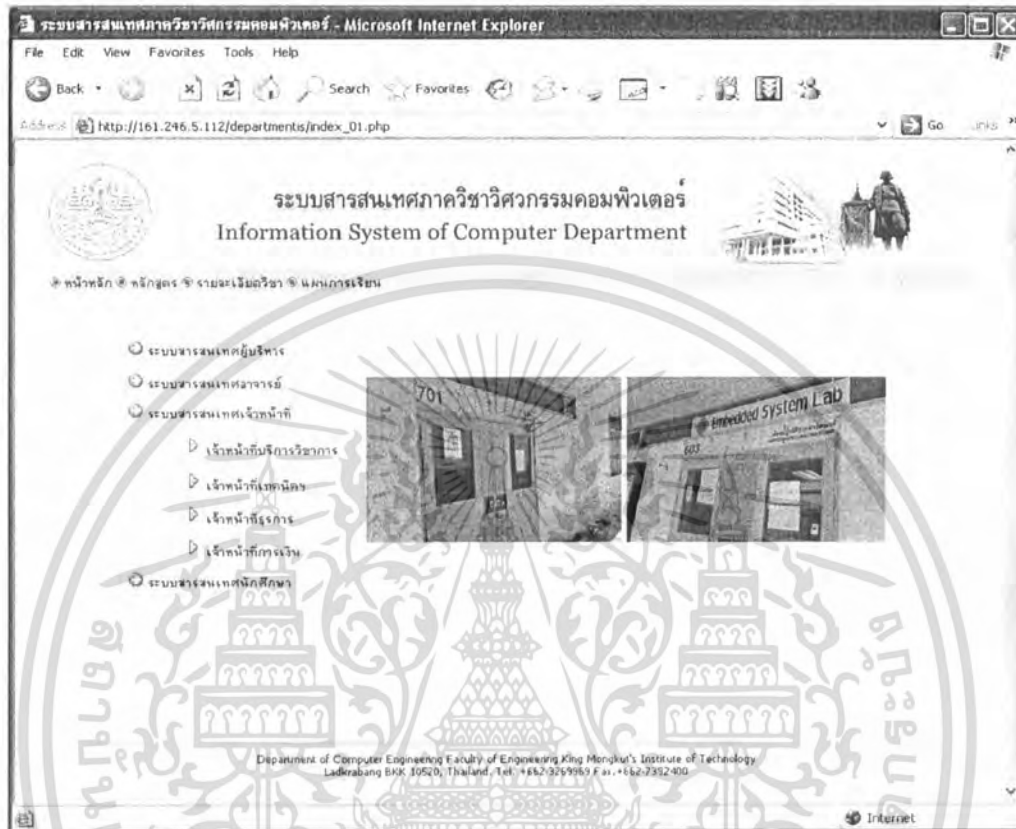 ระบบสารสนเทศภาควิชาวิศกรรมคอมพิวเตอร์ - Microsoft Internet Explorer
File Edit View Favorites Tools Help
Back Search Favorites
Address http://161.246.5.112/departmentis/index_01.php Go Links
ระบบสารสนเทศภาควิชาวิศวกรรมคอมพิวเตอร์
Information System of Computer Department
หน้าหลัก หลักสูตร รายละเอียดวิชา แผนการเรียน
ระบบสารสนเทศผู้บริหาร
ระบบสารสนเทศอาจารย์
ระบบสารสนเทศเจ้าหน้าที่
เจ้าหน้าที่บริการวิชาการ
เจ้าหน้าที่เทคนิคฯ
เจ้าหน้าที่ธุรการ
เจ้าหน้าที่การเงิน
ระบบสารสนเทศนักศึกษา
701
Embedded System Lab
603
Department of Computer Engineering Faculty of Engineering King Mongkut's Institute of Technology
Ladkrabang BKK 10520, Thailand. Tel. +662-3269969 Fax.+662-7392400
Internet